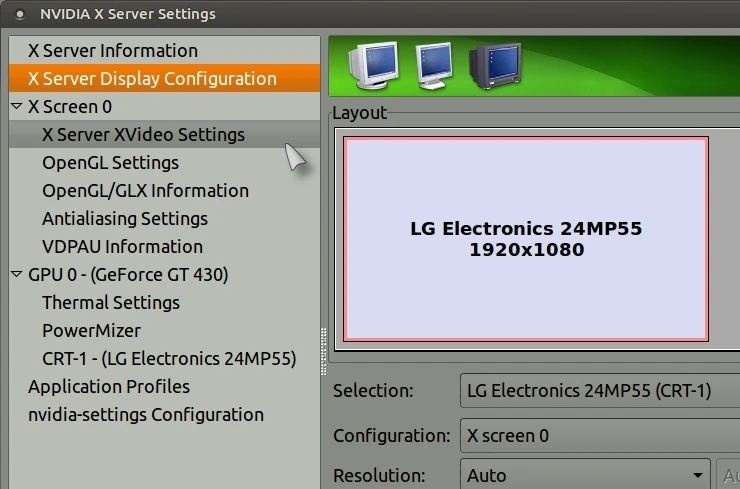 NVIDIA X Server Settings
X Server Information
X Server Display Configuration
X Screen 0
X Server XVideo Settings
OpenGL Settings
OpenGL/GLX Information
Antialiasing Settings
VDPAU Information
GPU 0 - (GeForce GT 430)
Thermal Settings
PowerMizer
CRT-1 - (LG Electronics 24MP55)
Application Profiles
nvidia-settings Configuration
Layout
LG Electronics 24MP55
1920x1080
Selection: LG Electronics 24MP55 (CRT-1)
Configuration: X screen 0
Resolution: Auto